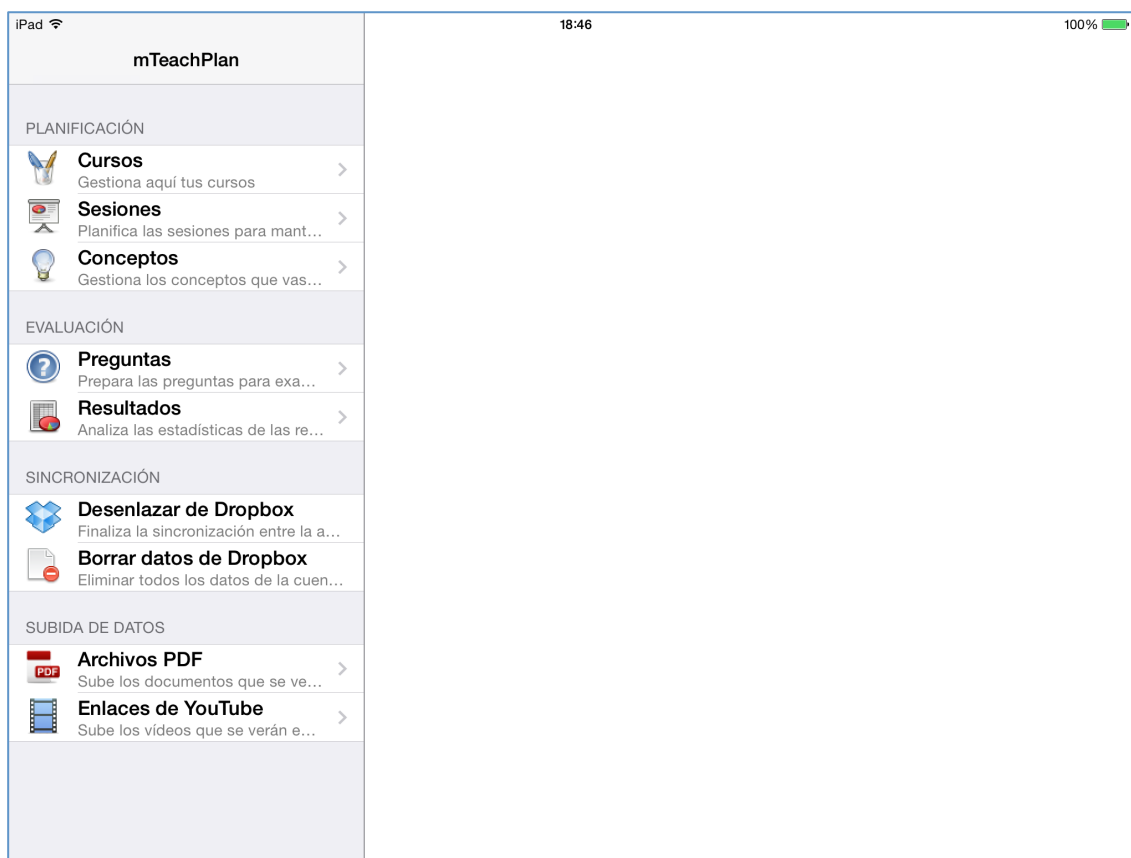 iPad
18:46
100%
mTeachPlan
PLANIFICACIÓN
Cursos
Gestiona aquí tus cursos
Sesiones
Planifica las sesiones para mant...
Conceptos
Gestiona los conceptos que vas...
EVALUACIÓN
Preguntas
Prepara las preguntas para exa...
Resultados
Analiza las estadísticas de las re...
SINCRONIZACIÓN
Desenlazar de Dropbox
Finaliza la sincronización entre la a...
Borrar datos de Dropbox
Eliminar todos los datos de la cuen...
SUBIDA DE DATOS
PDF
Archivos PDF
Sube los documentos que se ve...
Enlaces de YouTube
Sube los vídeos que se verán e...